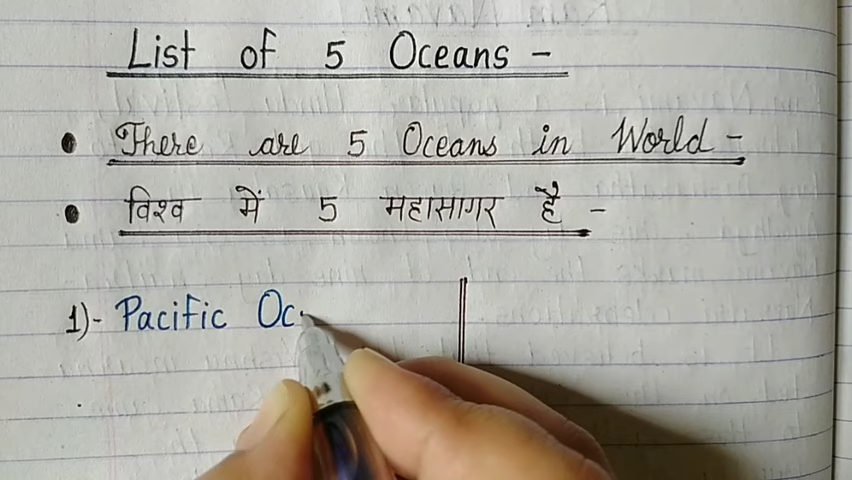 List of 5 Oceans -
• There are 5 Oceans in World -
• विश्व में 5 महासागर है -
1)- Pacific Oc